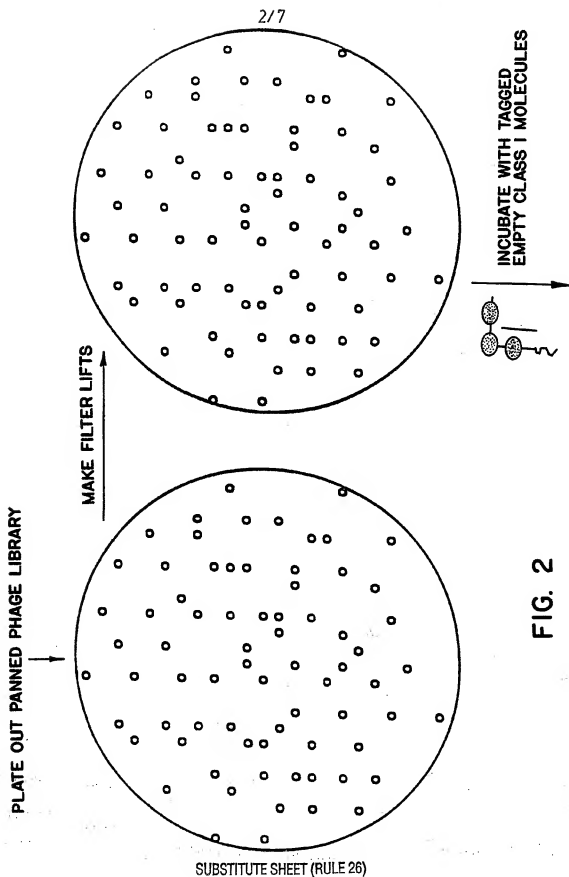 2/7
PLATE OUT PANNED PHAGE LIBRARY
MAKE FILTER LIFTS
INCUBATE WITH TAGGED
EMPTY CLASS I MOLECULES
FIG. 2
SUBSTITUTE SHEET (RULE 26)